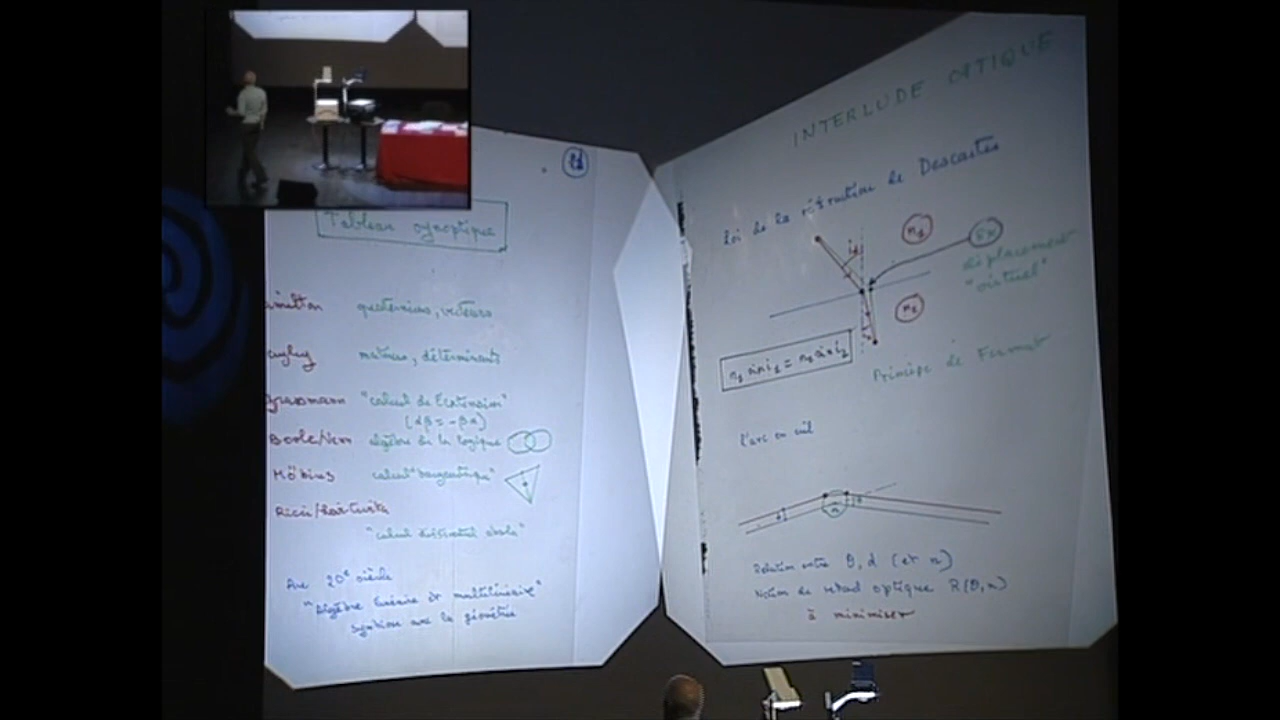 Tableau synoptique
quaternions, vecteurs
matrices, déterminants
Grassmann "calcul de l'extension"
(αβ = -βα)
Boole/Venn algèbre de la logique
Möbius calcul "barycentrique"
Ricci/
"calcul différentiel absolu"
Au 20e siècle
"Algèbre linéaire et multilinéaire"
avec la géométrie
INTERLUDE OPTIQUE
Loi de la réfraction de Descartes
i1
n1
déplacement
"virtuel"
n2
n1 sin i1 = n2 sin i2
Principe de Fermat
L'arc en ciel
n
Relation entre θ, d (et n)
Notion de retard optique R(θ,n)
à minimiser